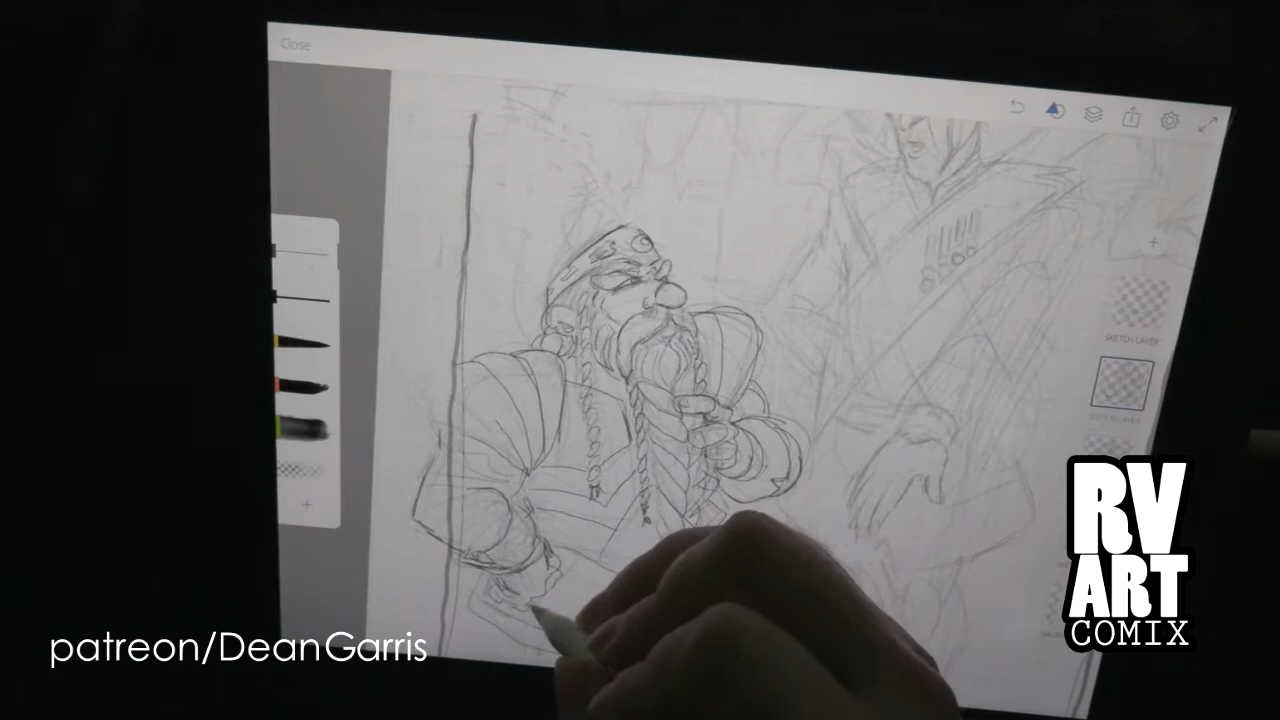 Close
SKETCH LAYER
patreon/DeanGarris
RV
ART
COMIX